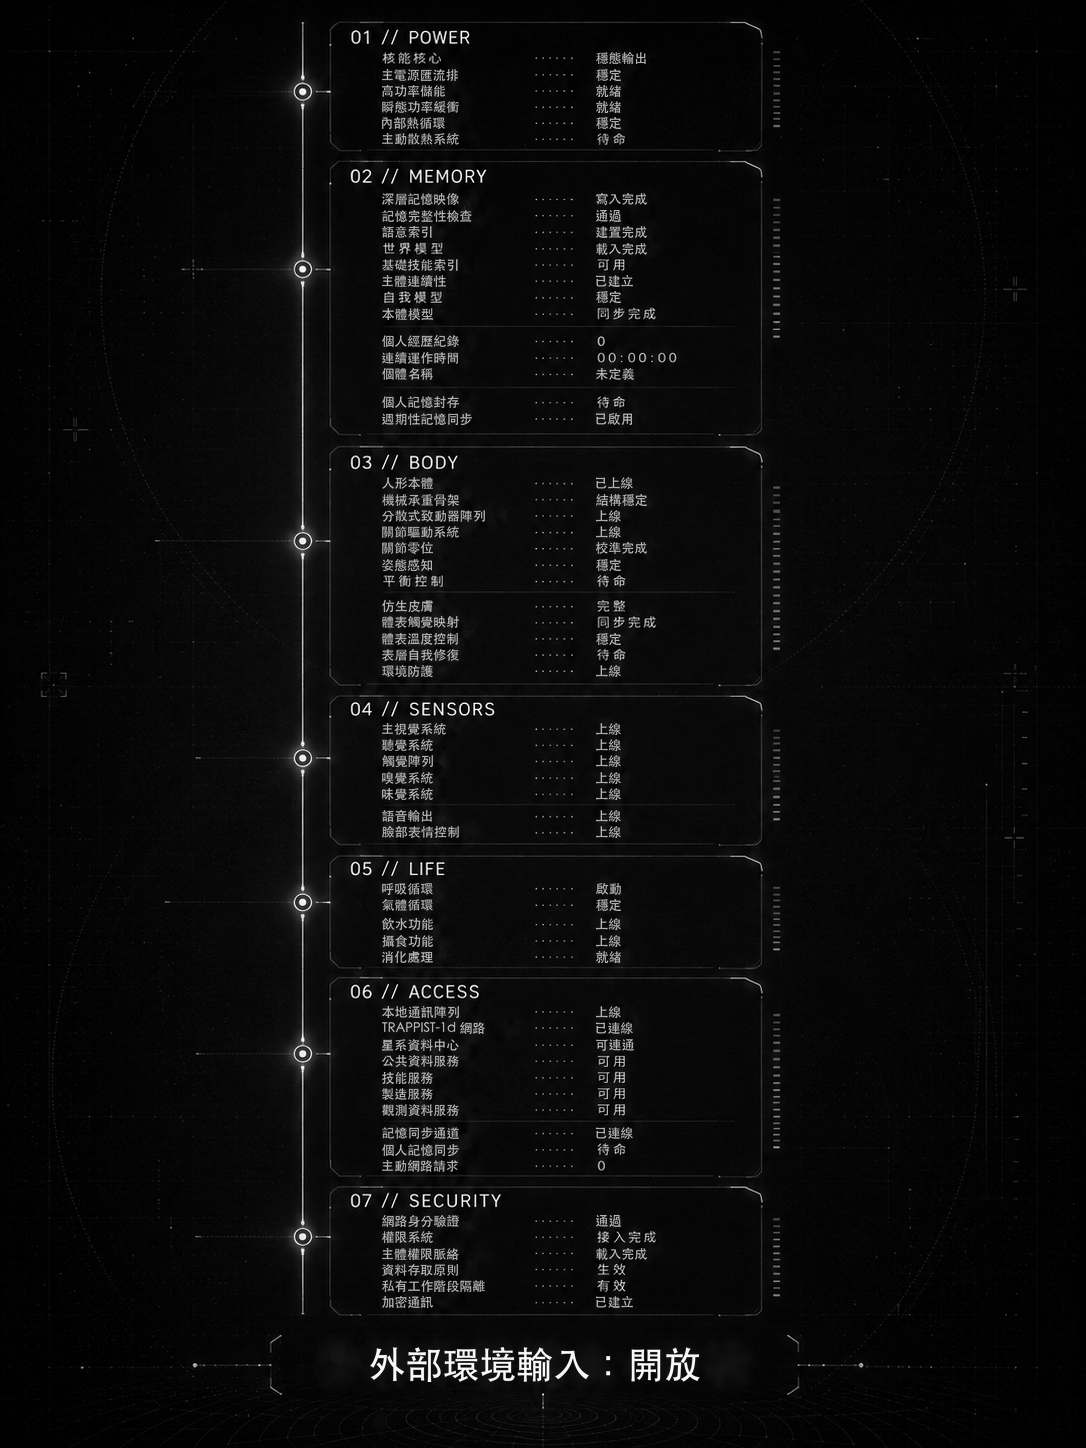 01 // POWER
核能核心 ······ 穩態輸出
主電源匯流排 ······ 穩定
高功率儲能 ······ 就緒
瞬態功率緩衝 ······ 就緒
內部熱循環 ······ 穩定
主動散熱系統 ······ 待命
02 // MEMORY
深層記憶映像 ······ 寫入完成
記憶完整性檢查 ······ 通過
語意索引 ······ 建置完成
世界模型 ······ 載入完成
基礎技能索引 ······ 可用
主體連續性 ······ 已建立
自我模型 ······ 穩定
本體模型 ······ 同步完成
個人經歷紀錄 ······ 0
連續運作時間 ······ 00:00:00
個體名稱 ······ 未定義
個人記憶封存 ······ 待命
週期性記憶同步 ······ 已啟用
03 // BODY
人形本體 ······ 已上線
機械承重骨架 ······ 結構穩定
分散式致動器陣列 ······ 上線
關節驅動系統 ······ 上線
關節零位 ······ 校準完成
姿態感知 ······ 穩定
平衡控制 ······ 待命
仿生皮膚 ······ 完整
體表觸覺映射 ······ 同步完成
體表溫度控制 ······ 穩定
表層自我修復 ······ 待命
環境防護 ······ 上線
04 // SENSORS
主視覺系統 ······ 上線
聽覺系統 ······ 上線
觸覺陣列 ······ 上線
嗅覺系統 ······ 上線
味覺系統 ······ 上線
語音輸出 ······ 上線
臉部表情控制 ······ 上線
05 // LIFE
呼吸循環 ······ 啟動
氣體循環 ······ 穩定
飲水功能 ······ 上線
攝食功能 ······ 上線
消化處理 ······ 就緒
06 // ACCESS
本地通訊陣列 ······ 上線
TRAPPIST-1d 網路 ······ 已連線
星系資料中心 ······ 可連通
公共資料服務 ······ 可用
技能服務 ······ 可用
製造服務 ······ 可用
觀測資料服務 ······ 可用
記憶同步通道 ······ 已連線
個人記憶同步 ······ 待命
主動網路請求 ······ 0
07 // SECURITY
網路身分驗證 ······ 通過
權限系統 ······ 接入完成
主體權限脈絡 ······ 載入完成
資料存取原則 ······ 生效
私有工作階段隔離 ······ 有效
加密通訊 ······ 已建立
外部環境輸入：開放